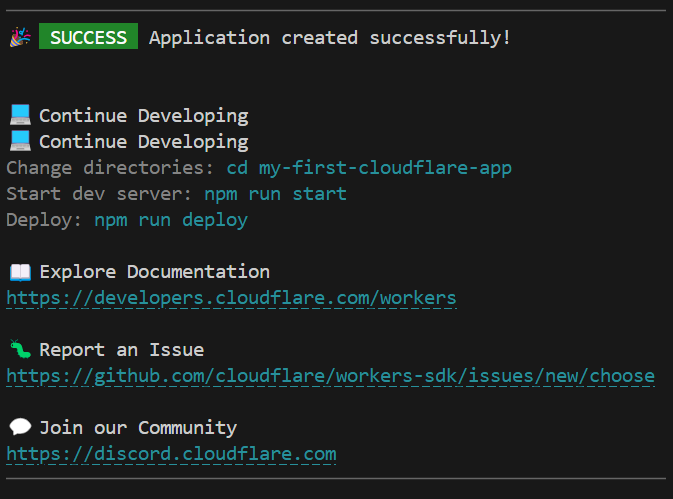 SUCCESS Application created successfully!
Continue Developing
Continue Developing
Change directories: cd my-first-cloudflare-app
Start dev server: npm run start
Deploy: npm run deploy
Explore Documentation
https://developers.cloudflare.com/workers
Report an Issue
https://github.com/cloudflare/workers-sdk/issues/new/choose
Join our Community
https://discord.cloudflare.com